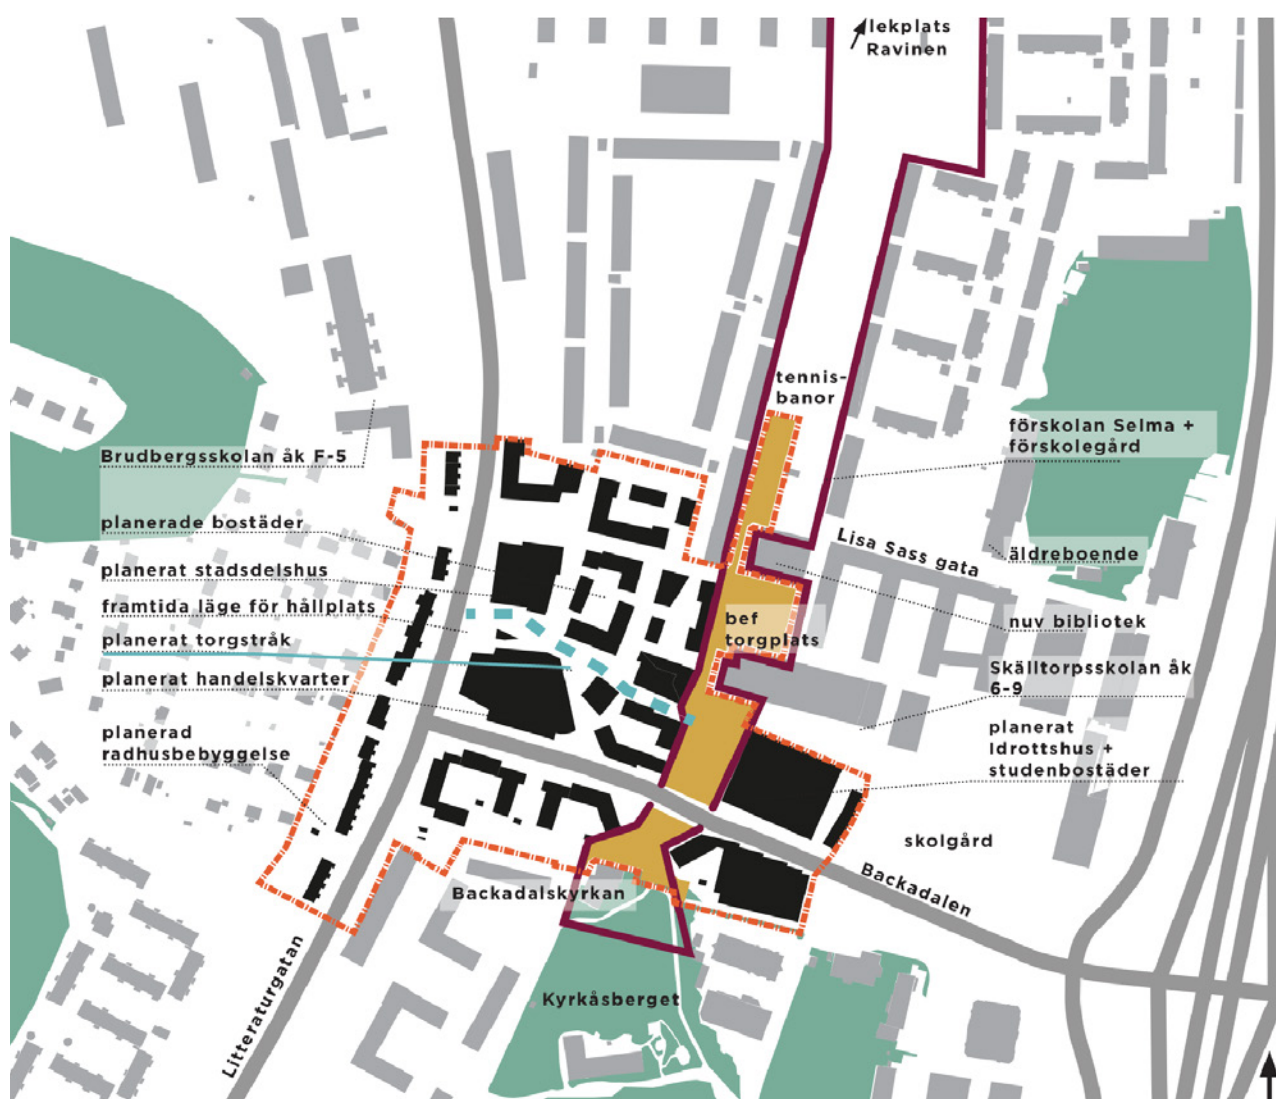 lekplats
Ravinen
tennis-
banor
förskolan Selma +
förskolegård
Brudbergsskolan åk F-5
planerade bostäder
Lisa Sass gata
äldreboende
planerat stadsdelshus
framtida läge för hållplats
bef
torgplats
nuv bibliotek
planerat torgstråk
planerat handelskvarter
Skälltorpsskolan åk
6-9
planerad
radhusbebyggelse
planerat
Idrottshus +
studenbostäder
skolgård
Backadalen
Backadalskyrkan
Litteraturgatan
Kyrkåsberget